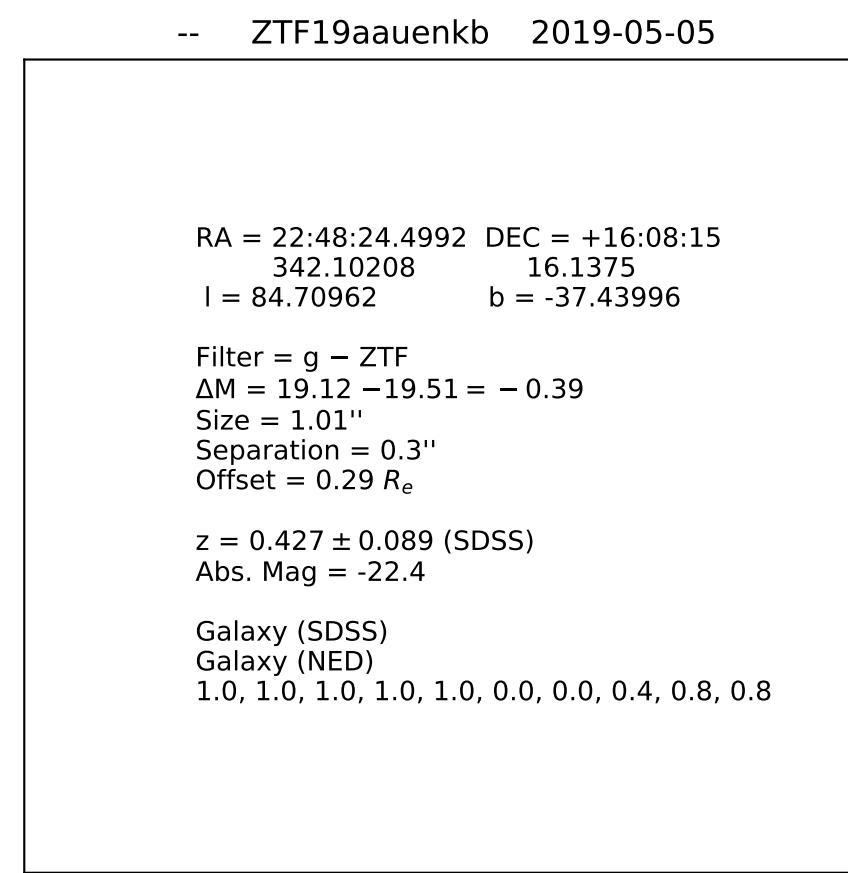 -- ZTF19aauenkb 2019-05-05
RA = 22:48:24.4992 DEC = +16:08:15
342.10208 16.1375
l = 84.70962 b = -37.43996
Filter = g − ZTF
ΔM = 19.12 −19.51 = − 0.39
Size = 1.01''
Separation = 0.3''
Offset = 0.29 Rₑ
z = 0.427 ± 0.089 (SDSS)
Abs. Mag = -22.4
Galaxy (SDSS)
Galaxy (NED)
1.0, 1.0, 1.0, 1.0, 1.0, 0.0, 0.0, 0.4, 0.8, 0.8